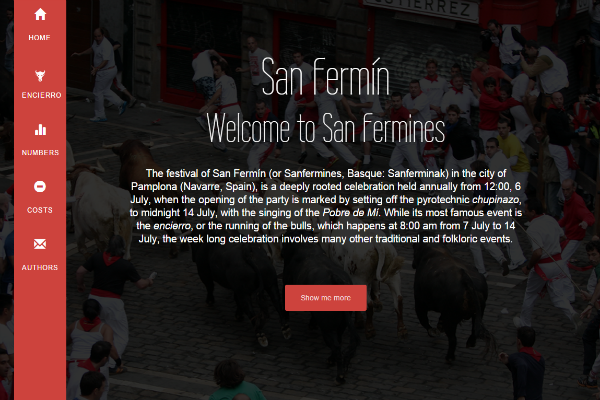 GUTIERREZ
HOME
ENCIERRO
NUMBERS
COSTS
AUTHORS
San Fermín
Welcome to San Fermines
The festival of San Fermín (or Sanfermines, Basque: Sanferminak) in the city of
Pamplona (Navarre, Spain), is a deeply rooted celebration held annually from 12:00, 6
July, when the opening of the party is marked by setting off the pyrotechnic chupinazo,
to midnight 14 July, with the singing of the Pobre de Mí. While its most famous event is
the encierro, or the running of the bulls, which happens at 8:00 am from 7 July to 14
July, the week long celebration involves many other traditional and folkloric events.
Show me more